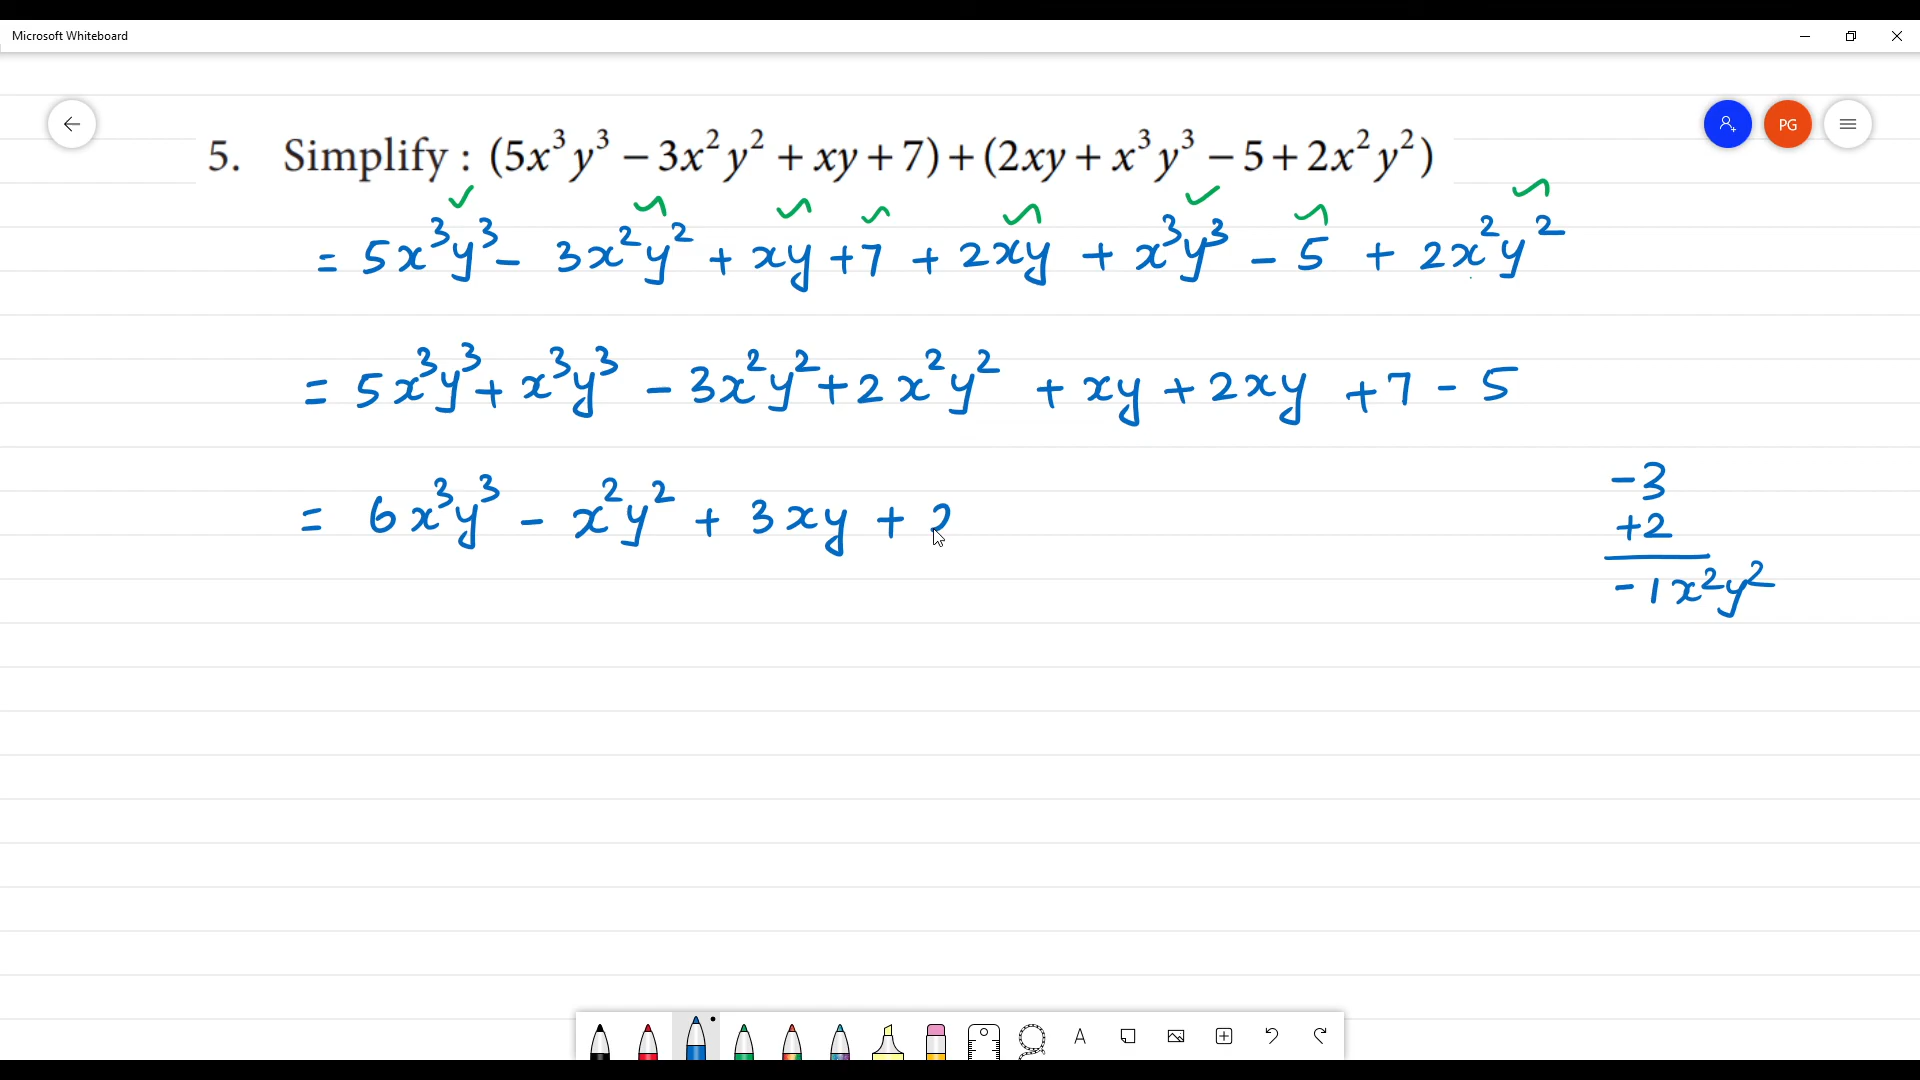 Microsoft Whiteboard
PG
5. Simplify : (5x³y³ − 3x²y² + xy + 7) + (2xy + x³y³ − 5 + 2x²y²)
= 5x³y³ - 3x²y² + xy + 7 + 2xy + x³y³ - 5 + 2x²y²
= 5x³y³ + x³y³ - 3x²y² + 2x²y² + xy + 2xy + 7 - 5
= 6x³y³ - x²y² + 3xy + 2
-3
+2
-1x²y²
A